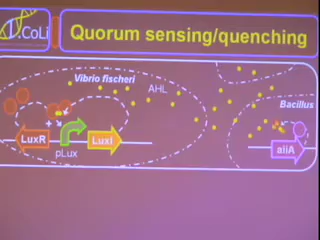 CoLi
Quorum sensing/quenching
Vibrio fischeri
AHL
Bacillus
LuxR
LuxI
pLux
aiiA